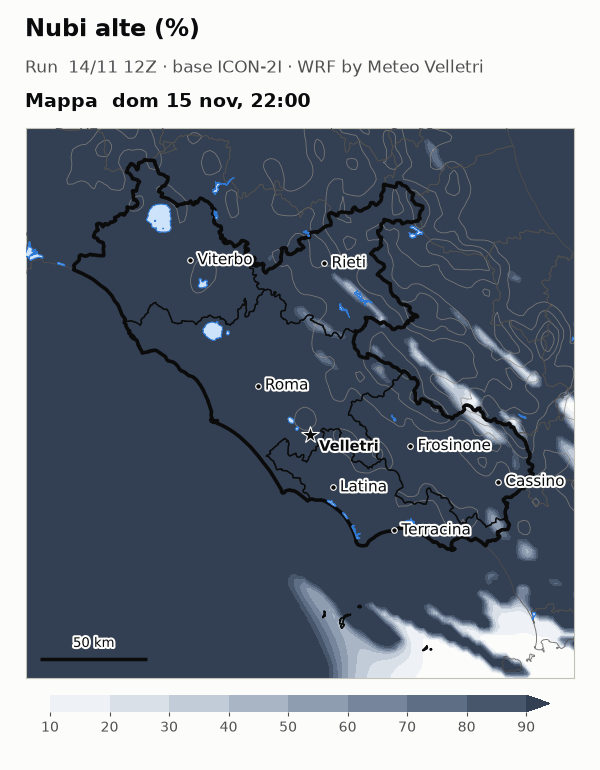 Nubi alte (%)
Run 14/11 12Z · base ICON-2I · WRF by Meteo Velletri
Mappa dom 15 nov, 22:00
Viterbo
Rieti
Roma
Velletri
Frosinone
Latina
Cassino
Terracina
50 km
10 20 30 40 50 60 70 80 90